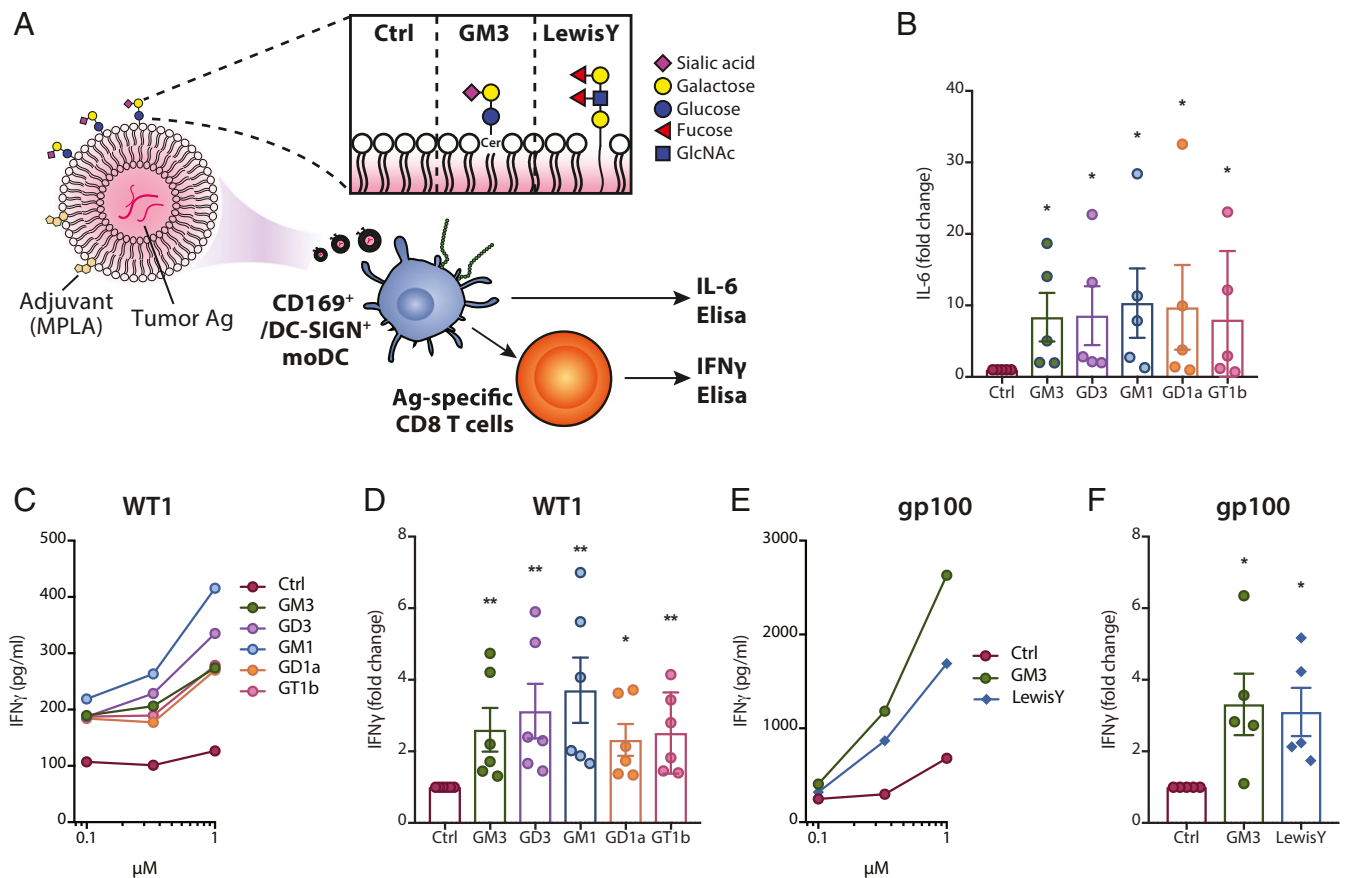 A
Ctrl GM3 LewisY
Cer
Sialic acid
Galactose
Glucose
Fucose
GlcNAc
Adjuvant
(MPLA)
Tumor Ag
CD169+
/DC-SIGN+
moDC
Ag-specific
CD8 T cells
IL-6
Elisa
IFNγ
Elisa
B
IL-6 (fold change)
40
30
20
10
0
* * * * *
Ctrl GM3 GD3 GM1 GD1a GT1b
C
WT1
IFNγ (pg/ml)
500
400
300
200
100
0
0.1 1
μM
Ctrl
GM3
GD3
GM1
GD1a
GT1b
D
WT1
IFNγ (fold change)
8
6
4
2
0
** ** ** * **
Ctrl GM3 GD3 GM1 GD1a GT1b
E
gp100
IFNγ (pg/ml)
3000
2000
1000
0
0.1 1
μM
Ctrl
GM3
LewisY
F
gp100
IFNγ (fold change)
8
6
4
2
0
* *
Ctrl GM3 LewisY